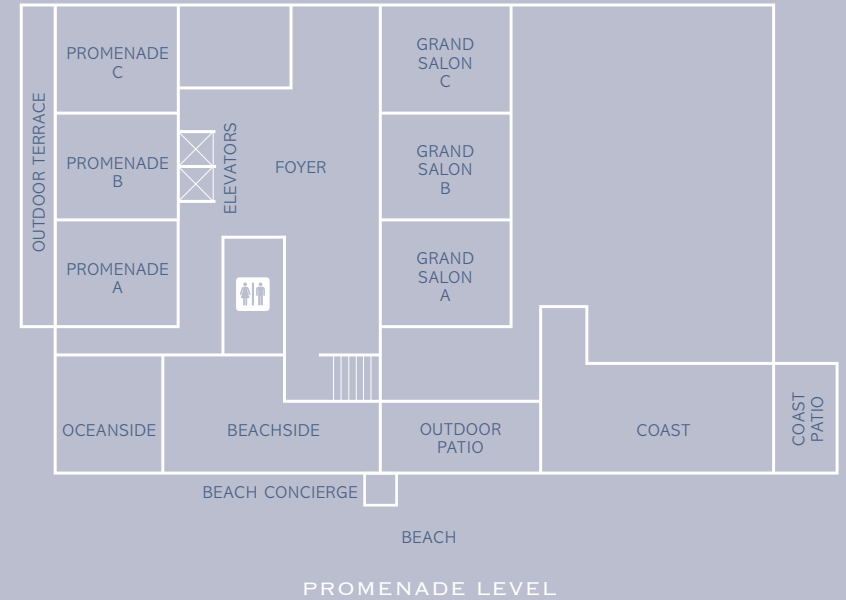 OUTDOOR TERRACE
PROMENADE
C
PROMENADE
B
PROMENADE
A
ELEVATORS
FOYER
GRAND
SALON
C
GRAND
SALON
B
GRAND
SALON
A
OCEANSIDE
BEACHSIDE
OUTDOOR
PATIO
COAST
COAST
PATIO
BEACH CONCIERGE
BEACH
PROMENADE LEVEL